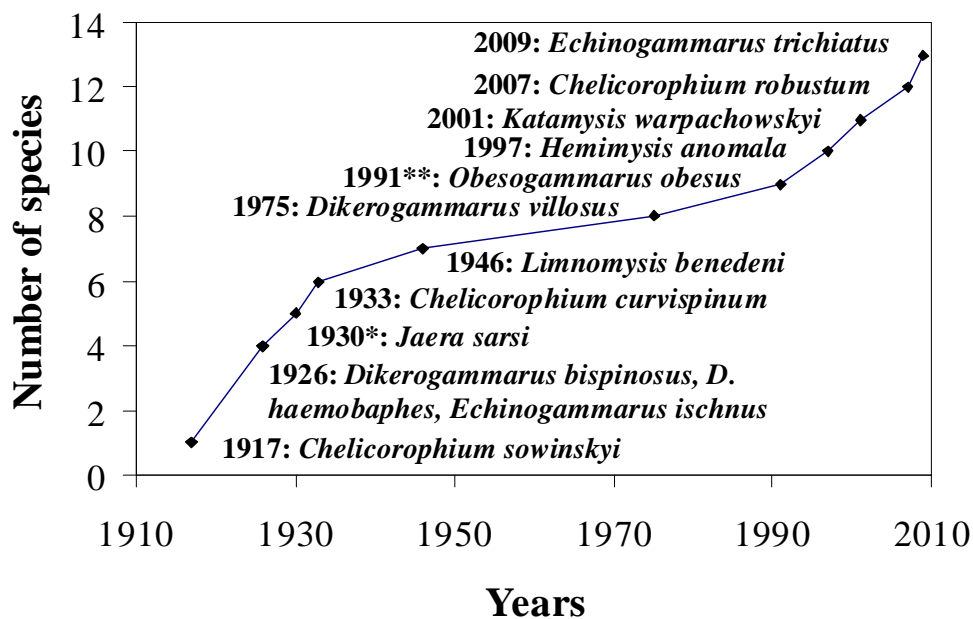 14
12
10
8
6
4
2
0
Number of species
2009: Echinogammarus trichiatus
2007: Chelicorophium robustum
2001: Katamysis warpachowskyi
1997: Hemimysis anomala
1991**: Obesogammarus obesus
1975: Dikerogammarus villosus
1946: Limnomysis benedeni
1933: Chelicorophium curvispinum
1930*: Jaera sarsi
1926: Dikerogammarus bispinosus, D.
haemobaphes, Echinogammarus ischnus
1917: Chelicorophium sowinskyi
1910 1930 1950 1970 1990 2010
Years